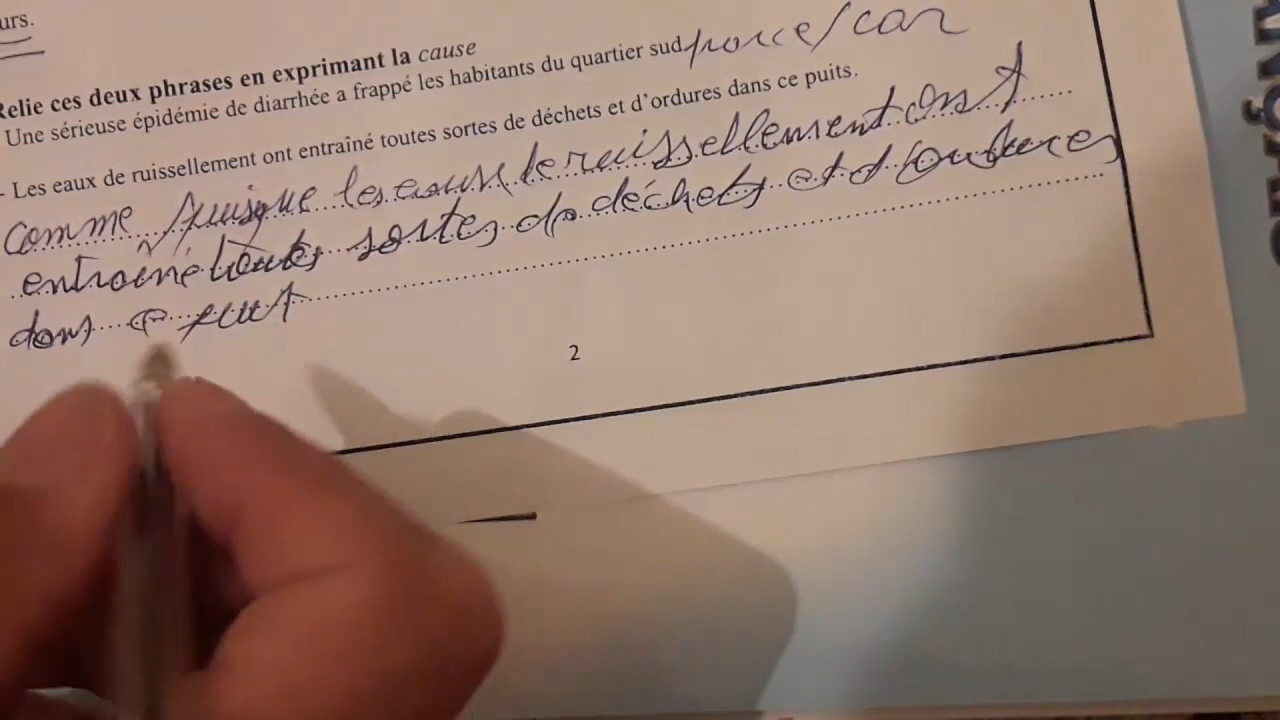 urs.
Relie ces deux phrases en exprimant la cause
Une sérieuse épidémie de diarrhée a frappé les habitants du quartier sud parce / car
- Les eaux de ruissellement ont entraîné toutes sortes de déchets et d'ordures dans ce puits.
comme puisque les eaux de ruissellement ont
entraîné toutes sortes de déchets et d'ordures
dans ce puit
2